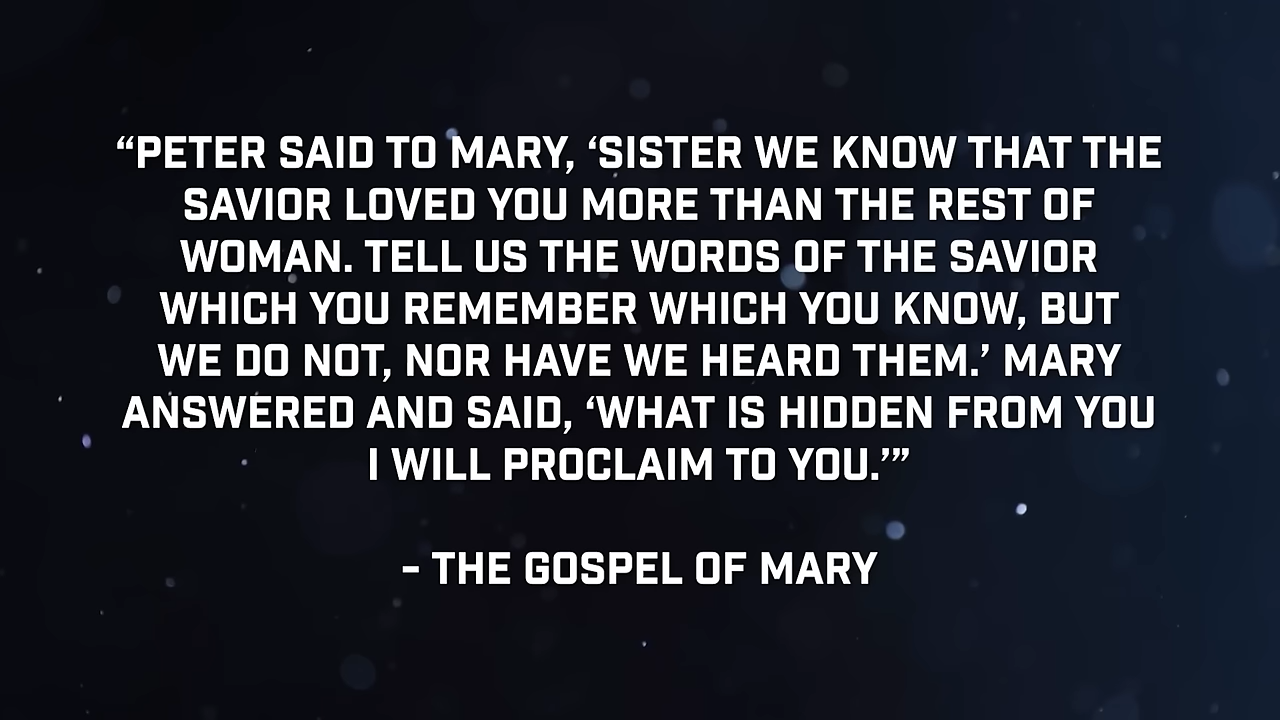 “PETER SAID TO MARY, ‘SISTER WE KNOW THAT THE
SAVIOR LOVED YOU MORE THAN THE REST OF
WOMAN. TELL US THE WORDS OF THE SAVIOR
WHICH YOU REMEMBER WHICH YOU KNOW, BUT
WE DO NOT, NOR HAVE WE HEARD THEM.’ MARY
ANSWERED AND SAID, ‘WHAT IS HIDDEN FROM YOU
I WILL PROCLAIM TO YOU.’”
- THE GOSPEL OF MARY